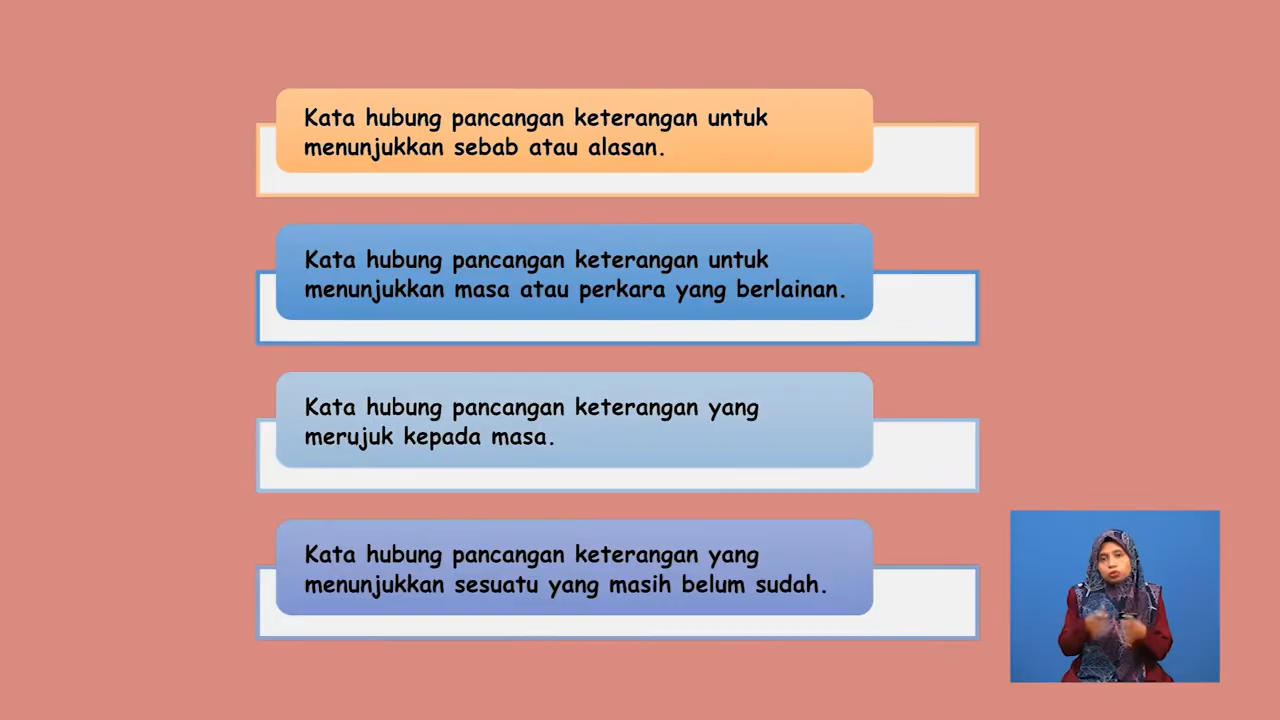 Kata hubung pancangan keterangan untuk
menunjukkan sebab atau alasan.
Kata hubung pancangan keterangan untuk
menunjukkan masa atau perkara yang berlainan.
Kata hubung pancangan keterangan yang
merujuk kepada masa.
Kata hubung pancangan keterangan yang
menunjukkan sesuatu yang masih belum sudah.